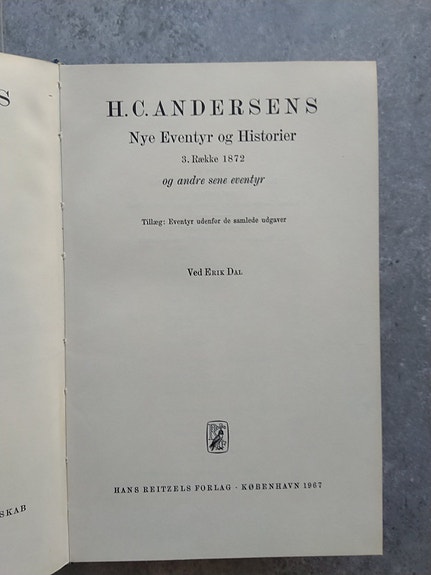 S
H.C.ANDERSENS
Nye Eventyr og Historier
3. Række 1872
og andre sene eventyr
Tillæg: Eventyr udenfor de samlede udgaver
Ved ERIK DAL
HANS REITZELS FORLAG · KØBENHAVN 1967
SKAB